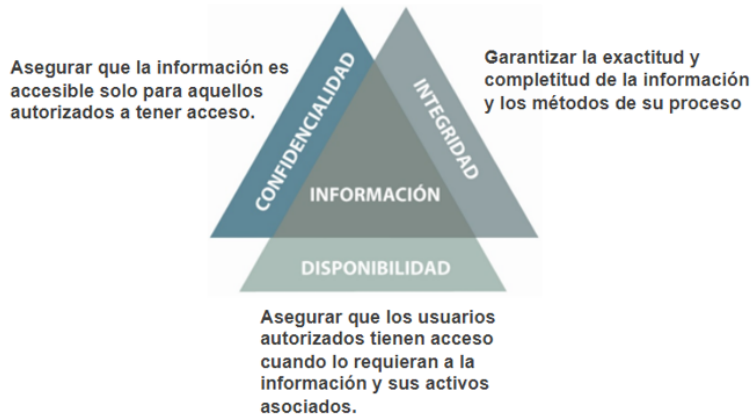 Asegurar que la información es
accesible solo para aquellos
autorizados a tener acceso.
CONFIDENCIALIDAD
INTEGRIDAD
Garantizar la exactitud y
completitud de la información
y los métodos de su proceso
INFORMACIÓN
DISPONIBILIDAD
Asegurar que los usuarios
autorizados tienen acceso
cuando lo requieran a la
información y sus activos
asociados.